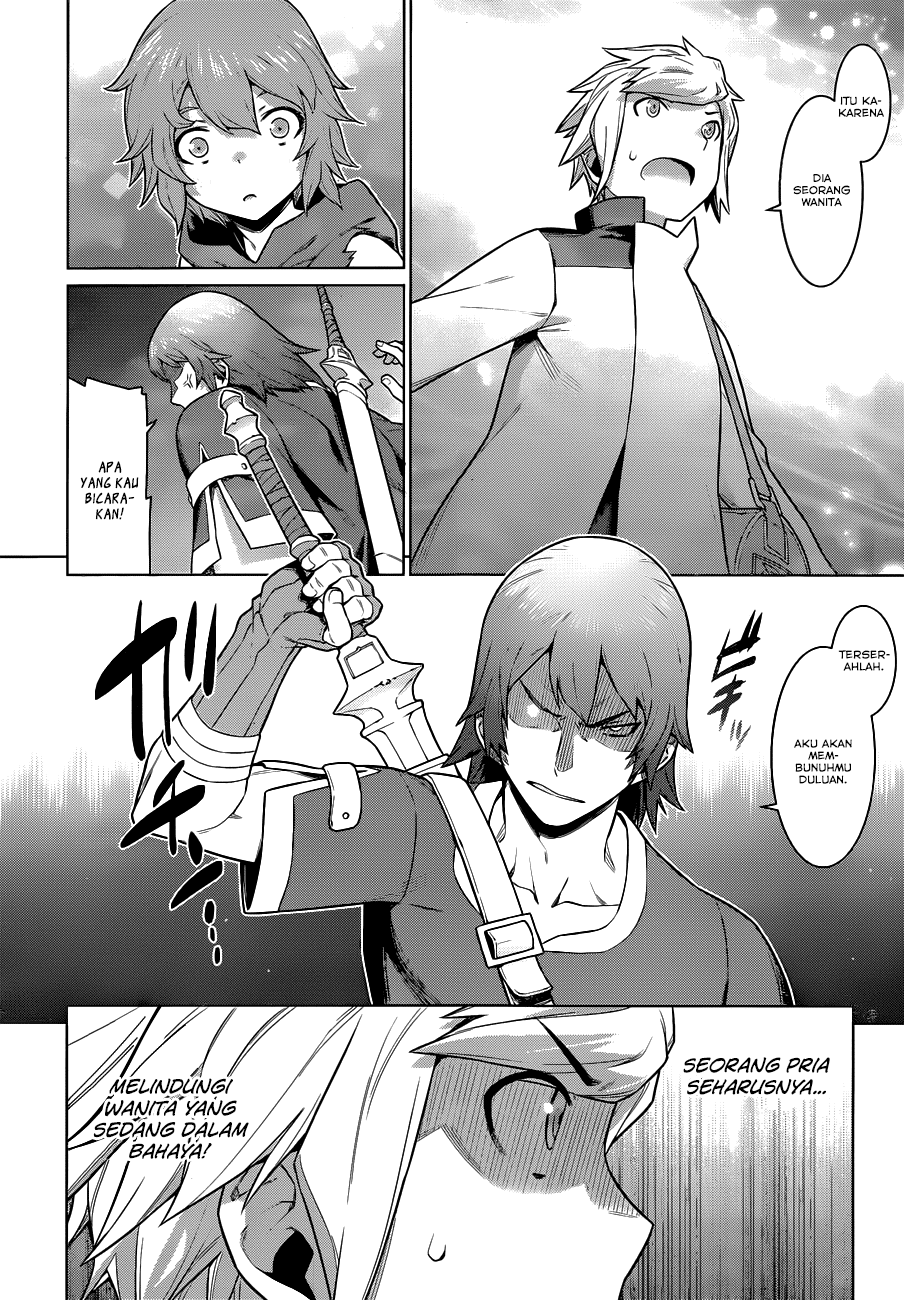 ITU KA-
KARENA
DIA
SEORANG
WANITA
APA
YANG KAU
BICARA-
KAN!
TERSER-
AHLAH.
AKU AKAN
MEM-
BUNUHMU
DULUAN.
SEORANG PRIA
SEHARUSNYA...
MELINDUNGI
WANITA YANG
SEDANG DALAM
BAHAYA!